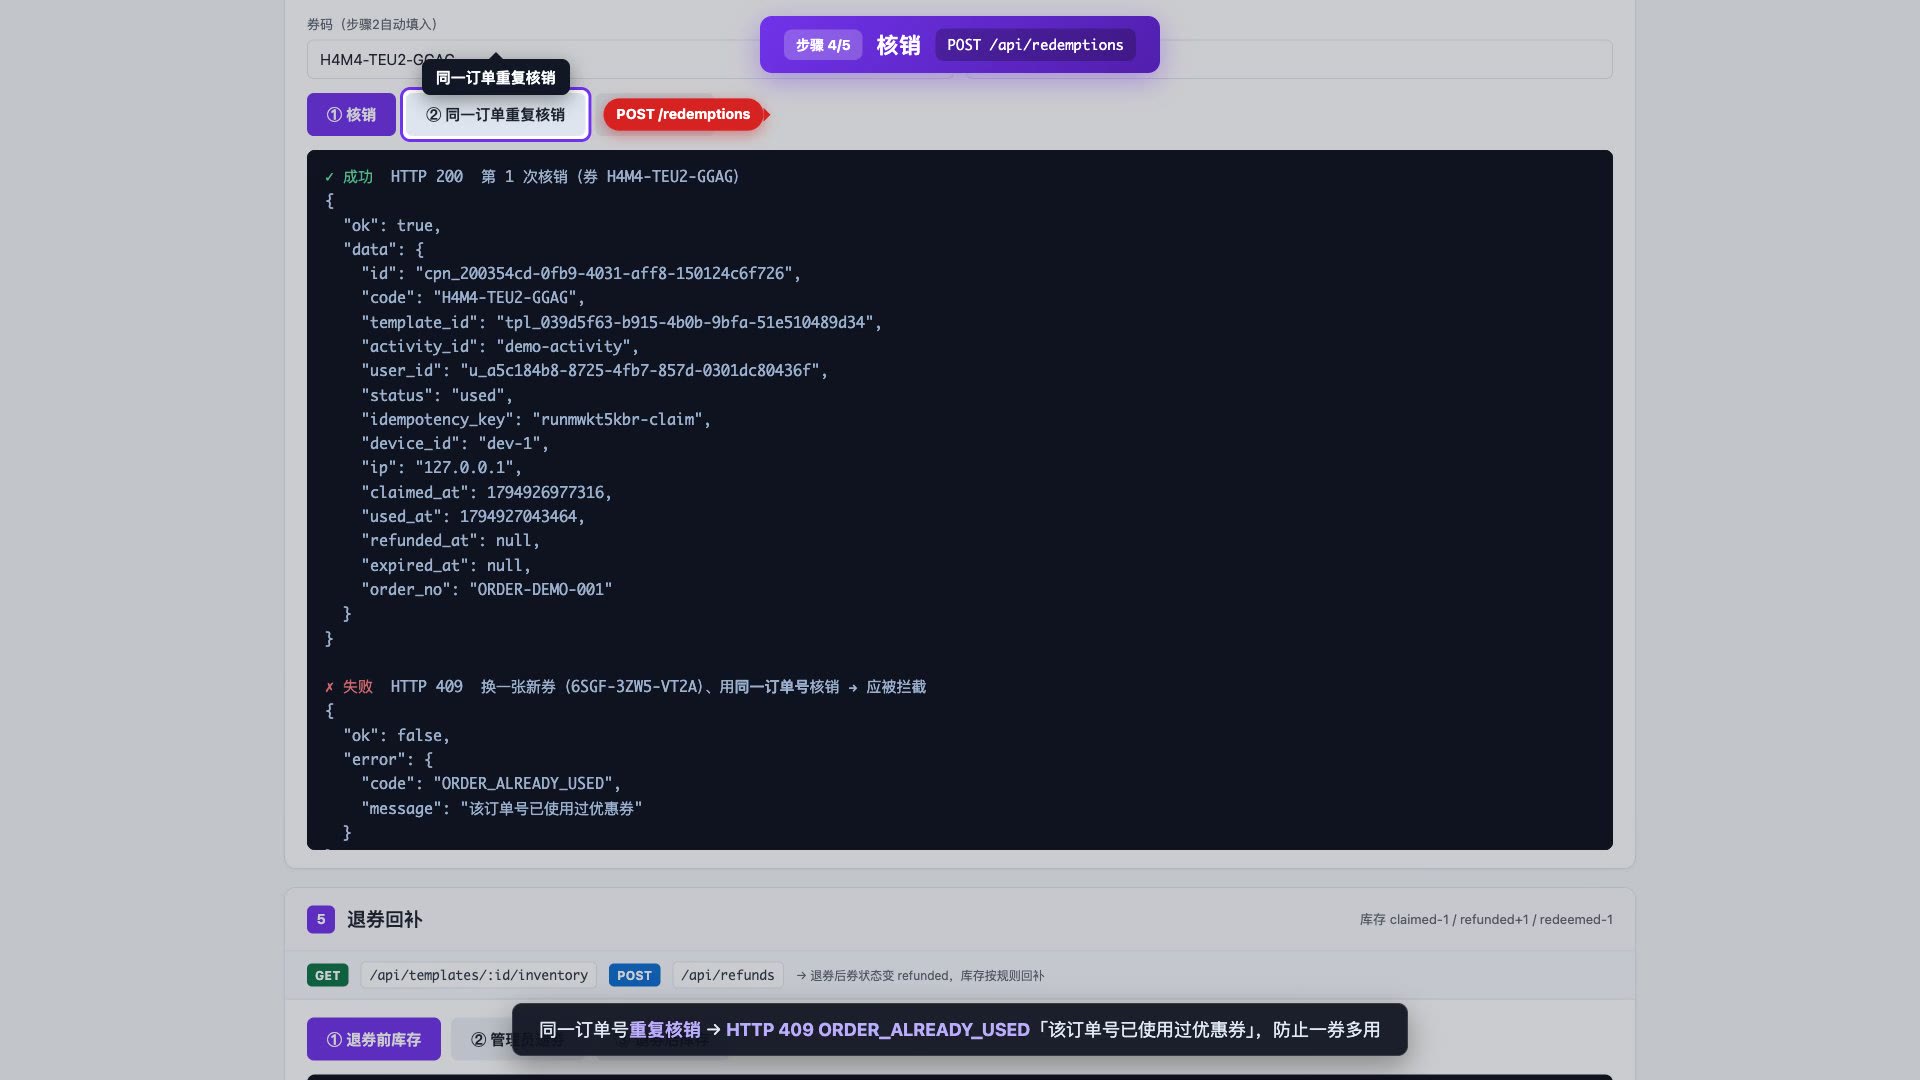 券码（步骤2自动填入）
步骤 4/5 核销 POST /api/redemptions
H4M4-TEU2-GGAG
同一订单重复核销
① 核销 ② 同一订单重复核销 POST /redemptions
✓ 成功 HTTP 200 第 1 次核销（券 H4M4-TEU2-GGAG）
{
"ok": true,
"data": {
"id": "cpn_200354cd-0fb9-4031-aff8-150124c6f726",
"code": "H4M4-TEU2-GGAG",
"template_id": "tpl_039d5f63-b915-4b0b-9bfa-51e510489d34",
"activity_id": "demo-activity",
"user_id": "u_a5c184b8-8725-4fb7-857d-0301dc80436f",
"status": "used",
"idempotency_key": "runmwkt5kbr-claim",
"device_id": "dev-1",
"ip": "127.0.0.1",
"claimed_at": 1794926977316,
"used_at": 1794927043464,
"refunded_at": null,
"expired_at": null,
"order_no": "ORDER-DEMO-001"
}
}
✗ 失败 HTTP 409 换一张新券（6SGF-3ZW5-VT2A）、用同一订单号核销 → 应被拦截
{
"ok": false,
"error": {
"code": "ORDER_ALREADY_USED",
"message": "该订单号已使用过优惠券"
}
5 退券回补 库存 claimed-1 / refunded+1 / redeemed-1
GET /api/templates/:id/inventory POST /api/refunds → 退券后券状态变 refunded，库存按规则回补
① 退券前库存 ② 管理
同一订单号重复核销 → HTTP 409 ORDER_ALREADY_USED「该订单号已使用过优惠券」，防止一券多用